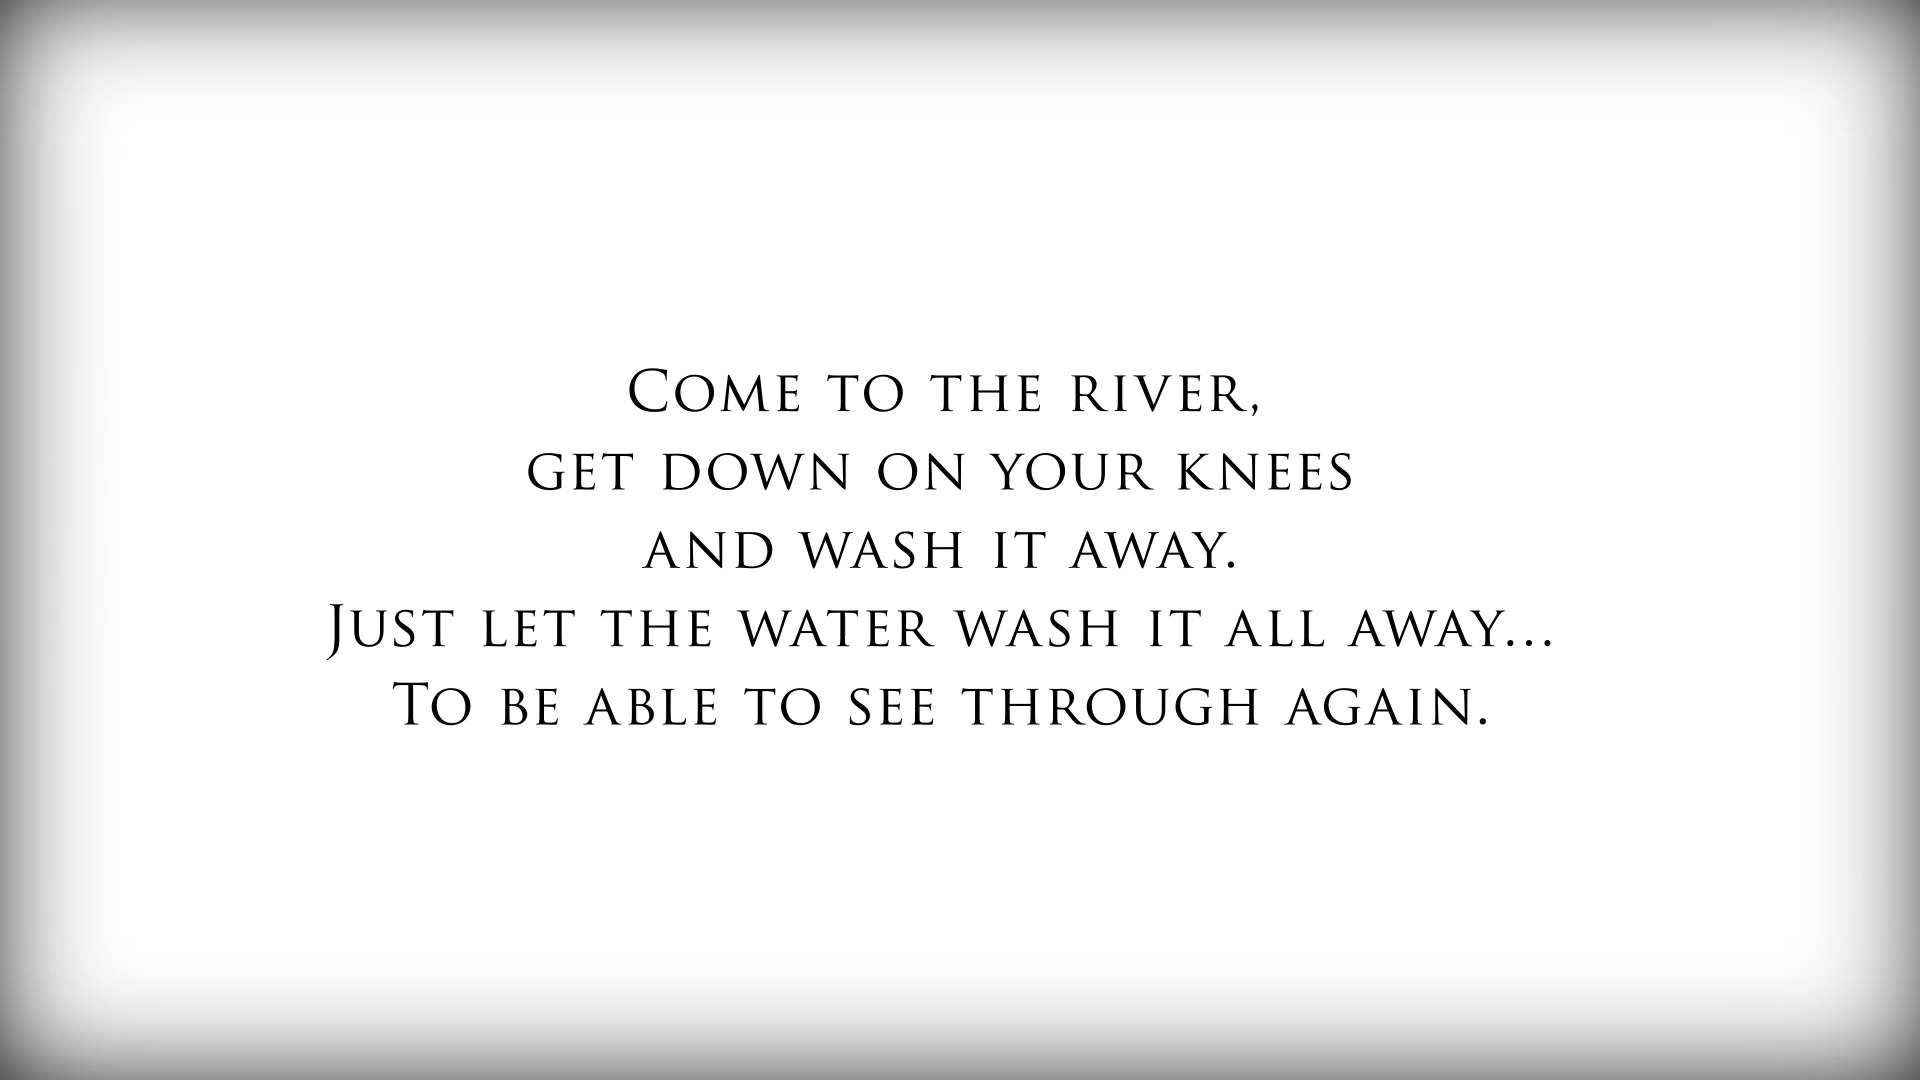 Come to the river,
get down on your knees
and wash it away.
Just let the water wash it all away...
To be able to see through again.